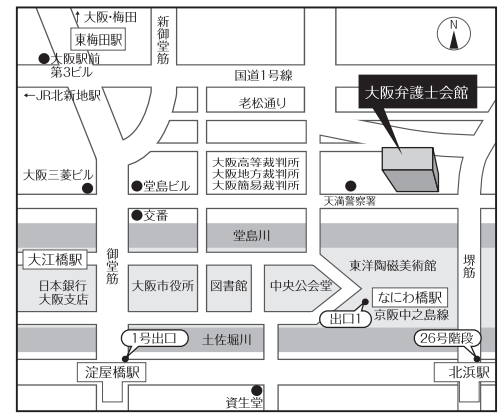 ↑大阪・梅田
東梅田駅
新御堂筋
N
大阪駅前
第3ビル
国道1号線
←JR北新地駅
老松通り
大阪弁護士会館
大阪高等裁判所
大阪地方裁判所
大阪簡易裁判所
大阪三菱ビル
堂島ビル
天満警察署
交番
堂島川
大江橋駅
御堂筋
堺筋
東洋陶磁美術館
日本銀行
大阪支店
大阪市役所
図書館
中央公会堂
なにわ橋駅
京阪中之島線
出口1
1号出口
土佐堀川
26号階段
淀屋橋駅
北浜駅
資生堂